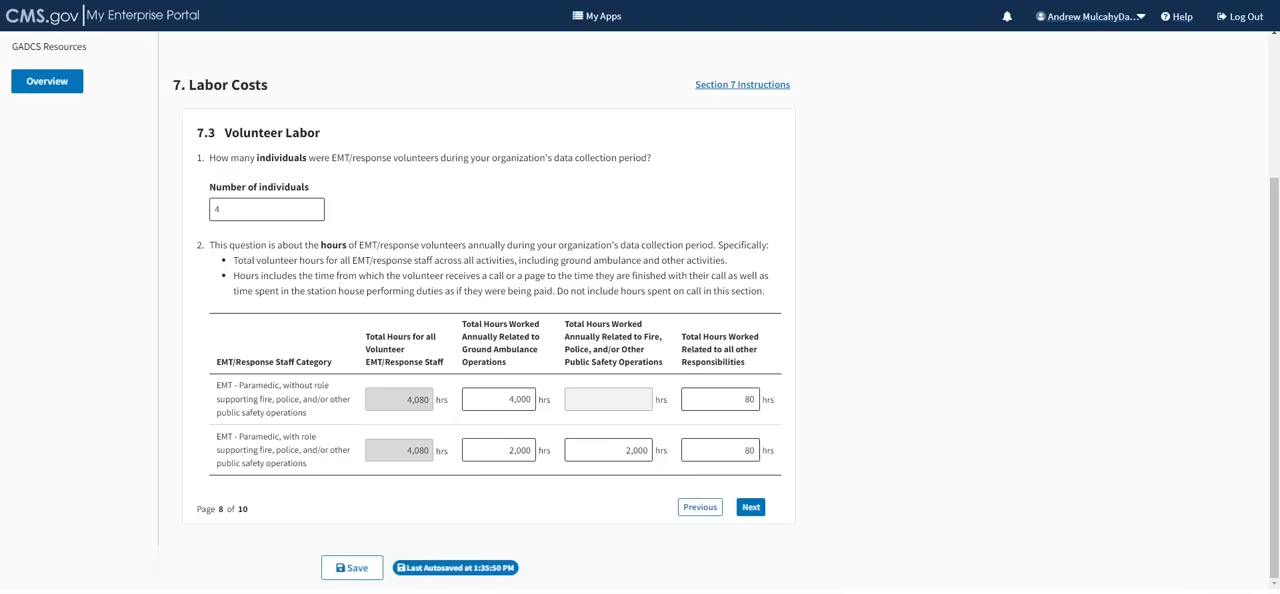 CMS.gov My Enterprise Portal
My Apps
Andrew MulcahyDa...
Help
Log Out
GADCS Resources
Overview
7. Labor Costs
Section 7 Instructions
7.3 Volunteer Labor
1. How many individuals were EMT/response volunteers during your organization's data collection period?
Number of individuals
4
2. This question is about the hours of EMT/response volunteers annually during your organization's data collection period. Specifically:
• Total volunteer hours for all EMT/response staff across all activities, including ground ambulance and other activities.
• Hours includes the time from which the volunteer receives a call or a page to the time they are finished with their call as well as
time spent in the station house performing duties as if they were being paid. Do not include hours spent on call in this section.
EMT/Response Staff Category
Total Hours for all
Volunteer
EMT/Response Staff
Total Hours Worked
Annually Related to
Ground Ambulance
Operations
Total Hours Worked
Annually Related to Fire,
Police, and/or Other
Public Safety Operations
Total Hours Worked
Related to all other
Responsibilities
EMT - Paramedic, without role
supporting fire, police, and/or other
public safety operations
4,080 hrs
4,000 hrs
hrs
80 hrs
EMT - Paramedic, with role
supporting fire, police, and/or other
public safety operations
4,080 hrs
2,000 hrs
2,000 hrs
80 hrs
Page 8 of 10
Previous
Next
Save
Last Autosaved at 1:35:50 PM